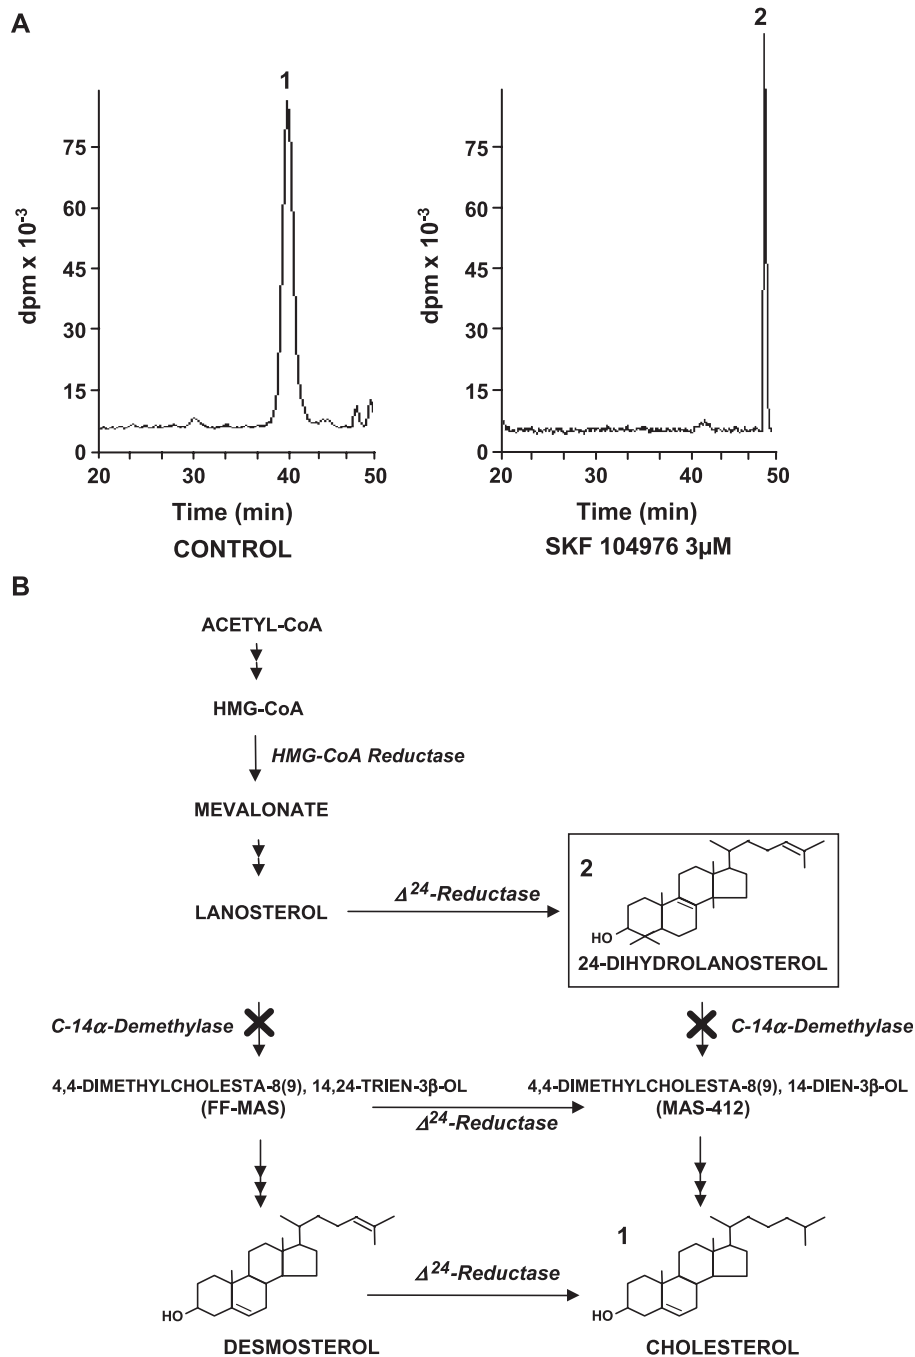 A
1
2
75
60
45
30
15
0
dpm x 10⁻³
20 30 40 50
Time (min)
CONTROL
75
60
45
30
15
0
dpm x 10⁻³
20 30 40 50
Time (min)
SKF 104976 3µM
B
ACETYL-CoA
HMG-CoA
HMG-CoA Reductase
MEVALONATE
LANOSTEROL
Δ²⁴-Reductase
2
HO
24-DIHYDROLANOSTEROL
C-14α-Demethylase
C-14α-Demethylase
4,4-DIMETHYLCHOLESTA-8(9), 14,24-TRIEN-3β-OL
(FF-MAS)
Δ²⁴-Reductase
4,4-DIMETHYLCHOLESTA-8(9), 14-DIEN-3β-OL
(MAS-412)
HO
DESMOSTEROL
Δ²⁴-Reductase
1
HO
CHOLESTEROL